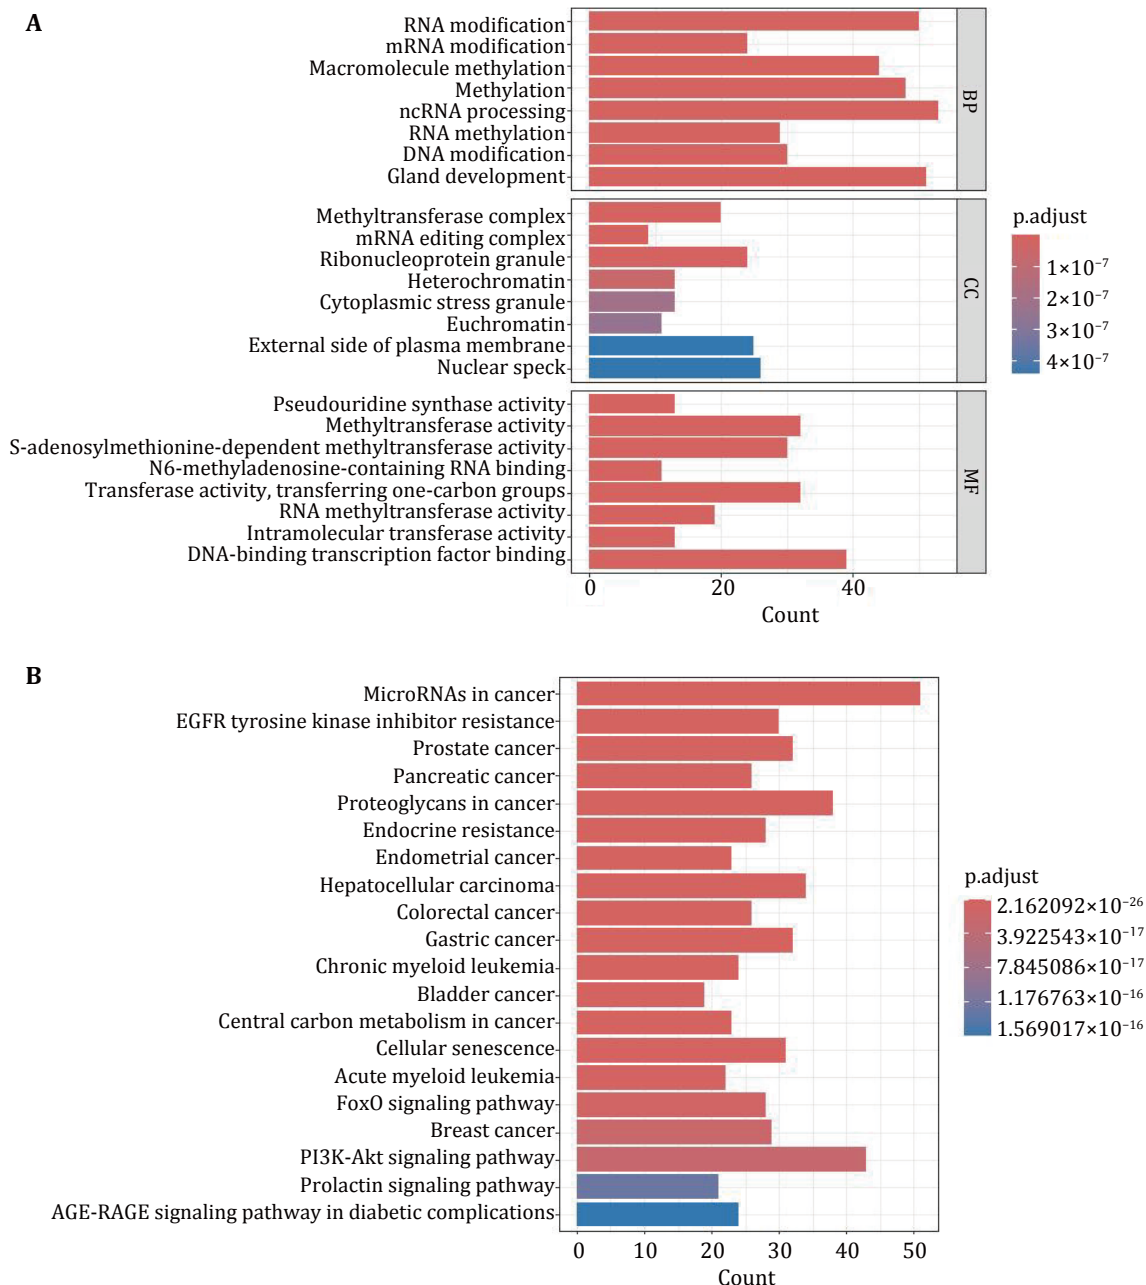 A
RNA modification
mRNA modification
Macromolecule methylation
Methylation
ncRNA processing
RNA methylation
DNA modification
Gland development
BP
Methyltransferase complex
mRNA editing complex
Ribonucleoprotein granule
Heterochromatin
Cytoplasmic stress granule
Euchromatin
External side of plasma membrane
Nuclear speck
CC
Pseudouridine synthase activity
Methyltransferase activity
S-adenosylmethionine-dependent methyltransferase activity
N6-methyladenosine-containing RNA binding
Transferase activity, transferring one-carbon groups
RNA methyltransferase activity
Intramolecular transferase activity
DNA-binding transcription factor binding
MF
0 20 40
Count
p.adjust
1×10⁻⁷
2×10⁻⁷
3×10⁻⁷
4×10⁻⁷
B
MicroRNAs in cancer
EGFR tyrosine kinase inhibitor resistance
Prostate cancer
Pancreatic cancer
Proteoglycans in cancer
Endocrine resistance
Endometrial cancer
Hepatocellular carcinoma
Colorectal cancer
Gastric cancer
Chronic myeloid leukemia
Bladder cancer
Central carbon metabolism in cancer
Cellular senescence
Acute myeloid leukemia
FoxO signaling pathway
Breast cancer
PI3K-Akt signaling pathway
Prolactin signaling pathway
AGE-RAGE signaling pathway in diabetic complications
0 10 20 30 40 50
Count
p.adjust
2.162092×10⁻²⁶
3.922543×10⁻¹⁷
7.845086×10⁻¹⁷
1.176763×10⁻¹⁶
1.569017×10⁻¹⁶